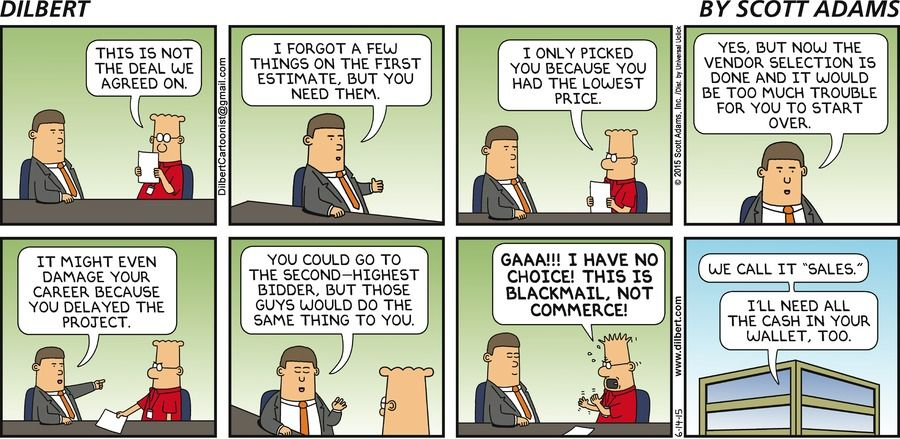 DILBERT
BY SCOTT ADAMS
THIS IS NOT
THE DEAL WE
AGREED ON.
DilbertCartoonist@gmail.com
I FORGOT A FEW
THINGS ON THE FIRST
ESTIMATE, BUT YOU
NEED THEM.
I ONLY PICKED
YOU BECAUSE YOU
HAD THE LOWEST
PRICE.
© 2015 Scott Adams, Inc. /Dist. by Universal Uclick
YES, BUT NOW THE
VENDOR SELECTION IS
DONE AND IT WOULD
BE TOO MUCH TROUBLE
FOR YOU TO START
OVER.
IT MIGHT EVEN
DAMAGE YOUR
CAREER BECAUSE
YOU DELAYED THE
PROJECT.
YOU COULD GO TO
THE SECOND-HIGHEST
BIDDER, BUT THOSE
GUYS WOULD DO THE
SAME THING TO YOU.
GAAA!!! I HAVE NO
CHOICE! THIS IS
BLACKMAIL, NOT
COMMERCE!
6-14-15
www.dilbert.com
WE CALL IT "SALES."
I'LL NEED ALL
THE CASH IN YOUR
WALLET, TOO.